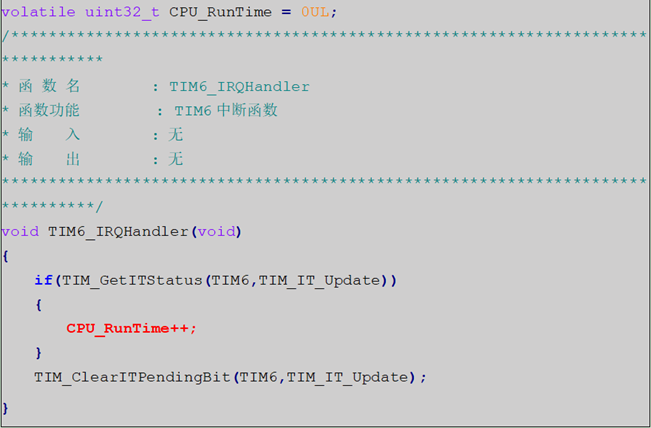 volatile uint32_t CPU_RunTime = 0UL;
/********************************************************************
***********
* 函 数 名         : TIM6_IRQHandler
* 函数功能         : TIM6 中断函数
* 输    入         : 无
* 输    出         : 无
*********************************************************************
**********/
void TIM6_IRQHandler(void)
{
    if(TIM_GetITStatus(TIM6,TIM_IT_Update))
    {
        CPU_RunTime++;
    }
    TIM_ClearITPendingBit(TIM6,TIM_IT_Update);
}